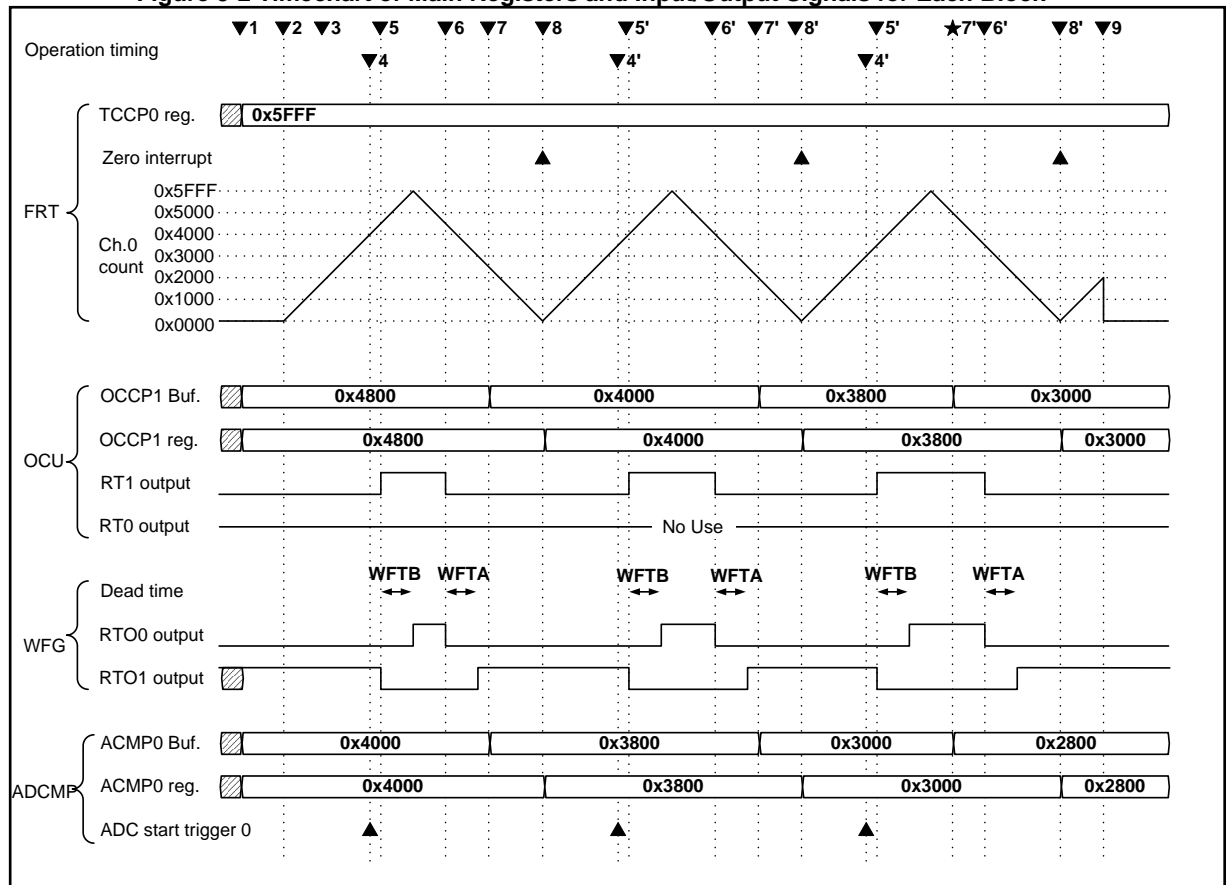 Figure 3-2 Timechart of Main Registers and Input/Output Signals for Each Block
Operation timing
▼1 ▼2 ▼3 ▼5 ▼6 ▼7 ▼8 ▼5' ▼6' ▼7' ▼8' ▼5' ★7' ▼6' ▼8' ▼9
▼4 ▼4' ▼4'
FRT
TCCP0 reg. 0x5FFF
Zero interrupt
Ch.0
count
0x5FFF
0x5000
0x4000
0x3000
0x2000
0x1000
0x0000
OCU
OCCP1 Buf. 0x4800 0x4000 0x3800 0x3000
OCCP1 reg. 0x4800 0x4000 0x3800 0x3000
RT1 output
RT0 output No Use
WFG
Dead time WFTB WFTA WFTB WFTA WFTB WFTA
RTO0 output
RTO1 output
ADCMP
ACMP0 Buf. 0x4000 0x3800 0x3000 0x2800
ACMP0 reg. 0x4000 0x3800 0x3000 0x2800
ADC start trigger 0